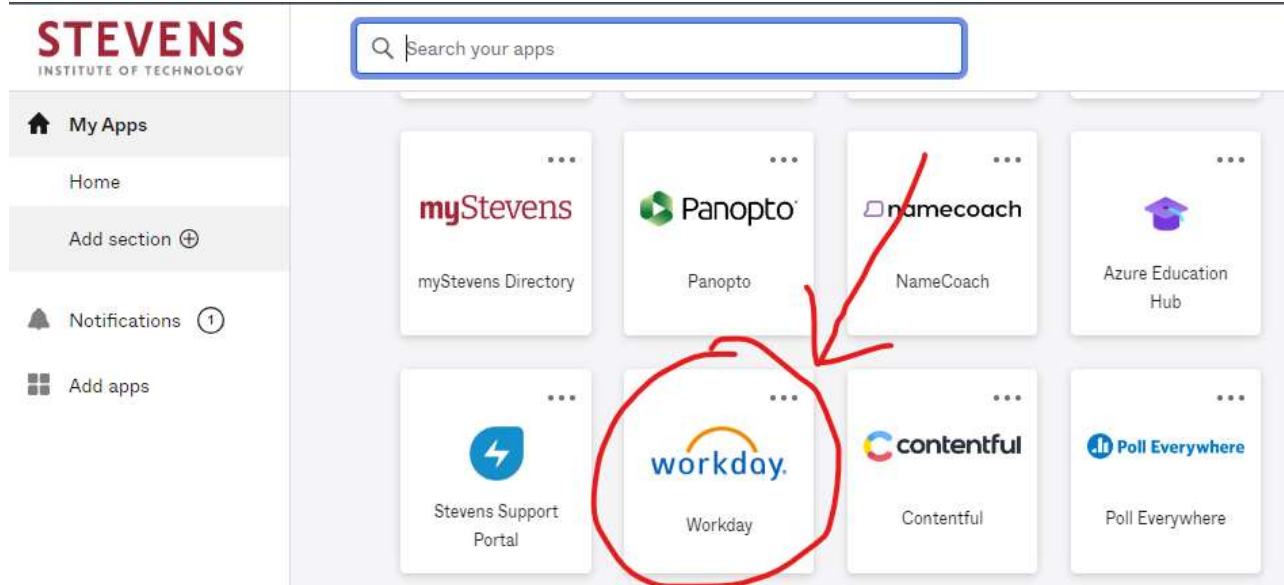 STEVENS
INSTITUTE OF TECHNOLOGY
Search your apps
My Apps
Home
Add section
Notifications 1
Add apps
myStevens
myStevens Directory
Panopto
Panopto
namecoach
NameCoach
Azure Education
Hub
Stevens Support
Portal
workday.
Workday
contentful
Contentful
Poll Everywhere
Poll Everywhere